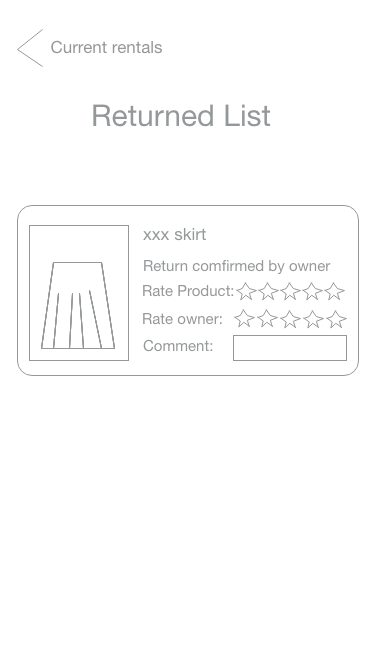 Current rentals
Returned List
xxx skirt
Return comfirmed by owner
Rate Product:
Rate owner:
Comment: